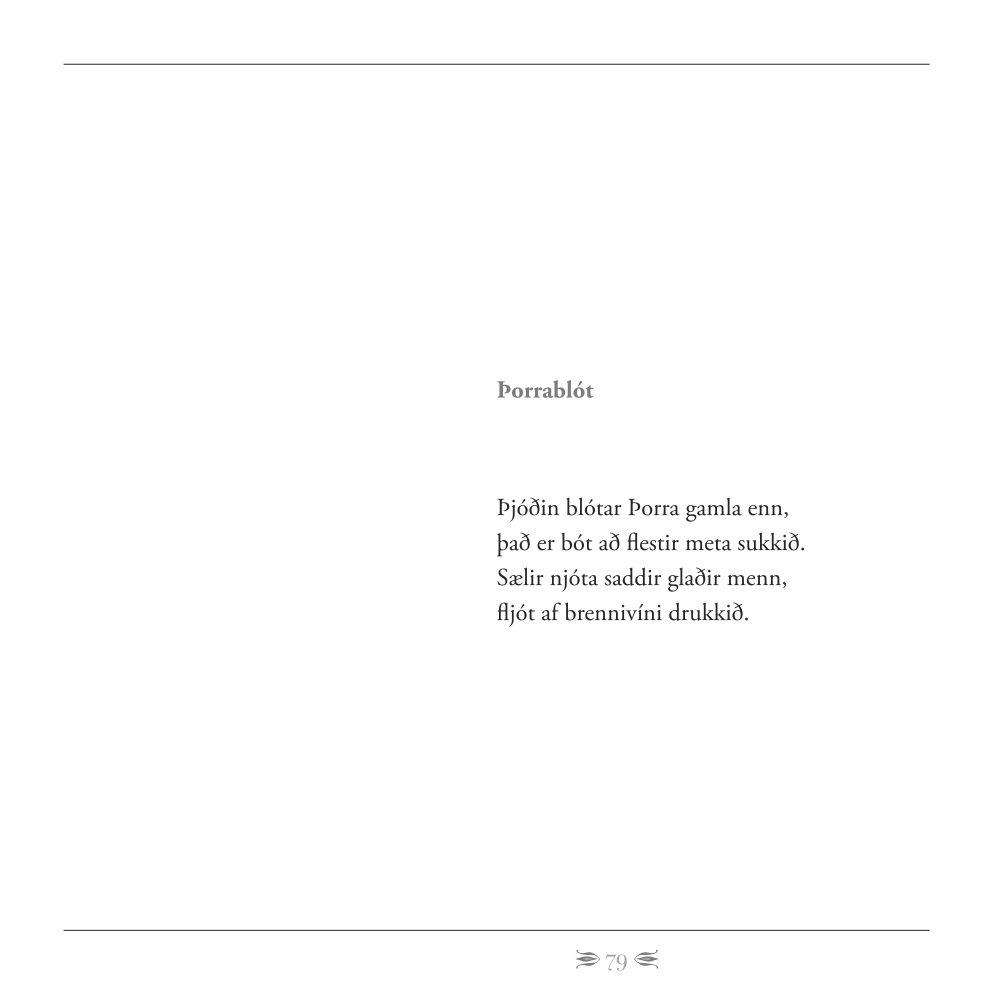 Þorrablót
Þjóðin blótar Þorra gamla enn,
það er bót að flestir meta sukkið.
Sælir njóta saddir glaðir menn,
fljót af brennivíni drukkið.
79